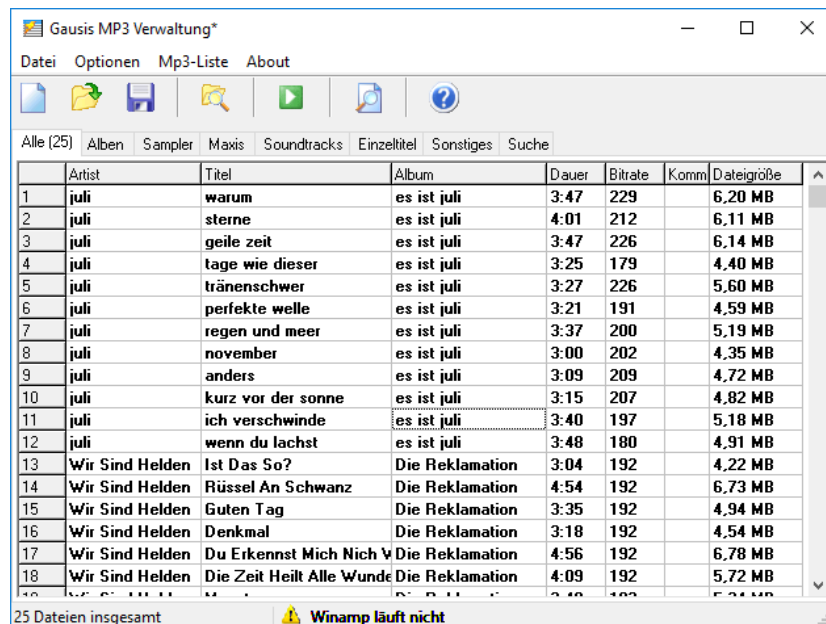 Gausis MP3 Verwaltung*
Datei Optionen Mp3-Liste About
Alle (25) Alben Sampler Maxis Soundtracks Einzeltitel Sonstiges Suche
Artist Titel Album Dauer Bitrate Komm Dateigröße
1 juli warum es ist juli 3:47 229 6,20 MB
2 juli sterne es ist juli 4:01 212 6,11 MB
3 juli geile zeit es ist juli 3:47 226 6,14 MB
4 juli tage wie dieser es ist juli 3:25 179 4,40 MB
5 juli tränenschwer es ist juli 3:27 226 5,60 MB
6 juli perfekte welle es ist juli 3:21 191 4,59 MB
7 juli regen und meer es ist juli 3:37 200 5,19 MB
8 juli november es ist juli 3:00 202 4,35 MB
9 juli anders es ist juli 3:09 209 4,72 MB
10 juli kurz vor der sonne es ist juli 3:15 207 4,82 MB
11 juli ich verschwinde es ist juli 3:40 197 5,18 MB
12 juli wenn du lachst es ist juli 3:48 180 4,91 MB
13 Wir Sind Helden Ist Das So? Die Reklamation 3:04 192 4,22 MB
14 Wir Sind Helden Rüssel An Schwanz Die Reklamation 4:54 192 6,73 MB
15 Wir Sind Helden Guten Tag Die Reklamation 3:35 192 4,94 MB
16 Wir Sind Helden Denkmal Die Reklamation 3:18 192 4,54 MB
17 Wir Sind Helden Du Erkennst Mich Nich Die Reklamation 4:56 192 6,78 MB
18 Wir Sind Helden Die Zeit Heilt Alle Wunde Die Reklamation 4:09 192 5,72 MB
25 Dateien insgesamt Winamp läuft nicht